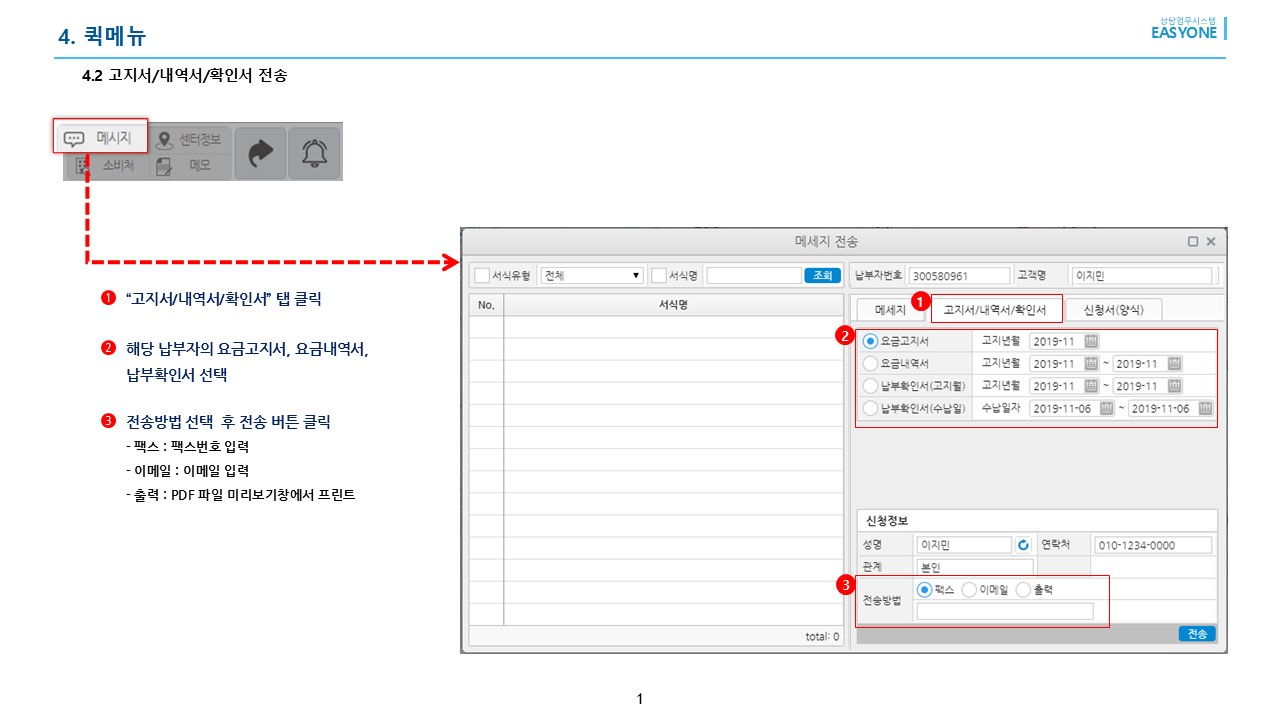 4. 퀵메뉴
상담업무시스템
EASYONE
4.2 고지서/내역서/확인서 전송
메시지
센터정보
소비처
메모
❶ “고지서/내역서/확인서” 탭 클릭
❷ 해당 납부자의 요금고지서, 요금내역서,
납부확인서 선택
❸ 전송방법 선택 후 전송 버튼 클릭
- 팩스 : 팩스번호 입력
- 이메일 : 이메일 입력
- 출력 : PDF 파일 미리보기창에서 프린트
메세지 전송
서식유형 전체 ▼ 서식명 조회
납부자번호 300580961 고객명 이지민
No. 서식명
total: 0
메세지 1 고지서/내역서/확인서 신청서(양식)
2
요금고지서 고지년월 2019-11
요금내역서 고지년월 2019-11 ~ 2019-11
납부확인서(고지월) 고지년월 2019-11 ~ 2019-11
납부확인서(수납일) 수납일자 2019-11-06 ~ 2019-11-06
신청정보
성명 이지민 연락처 010-1234-0000
관계 본인
3
전송방법 팩스 이메일 출력
전송
1